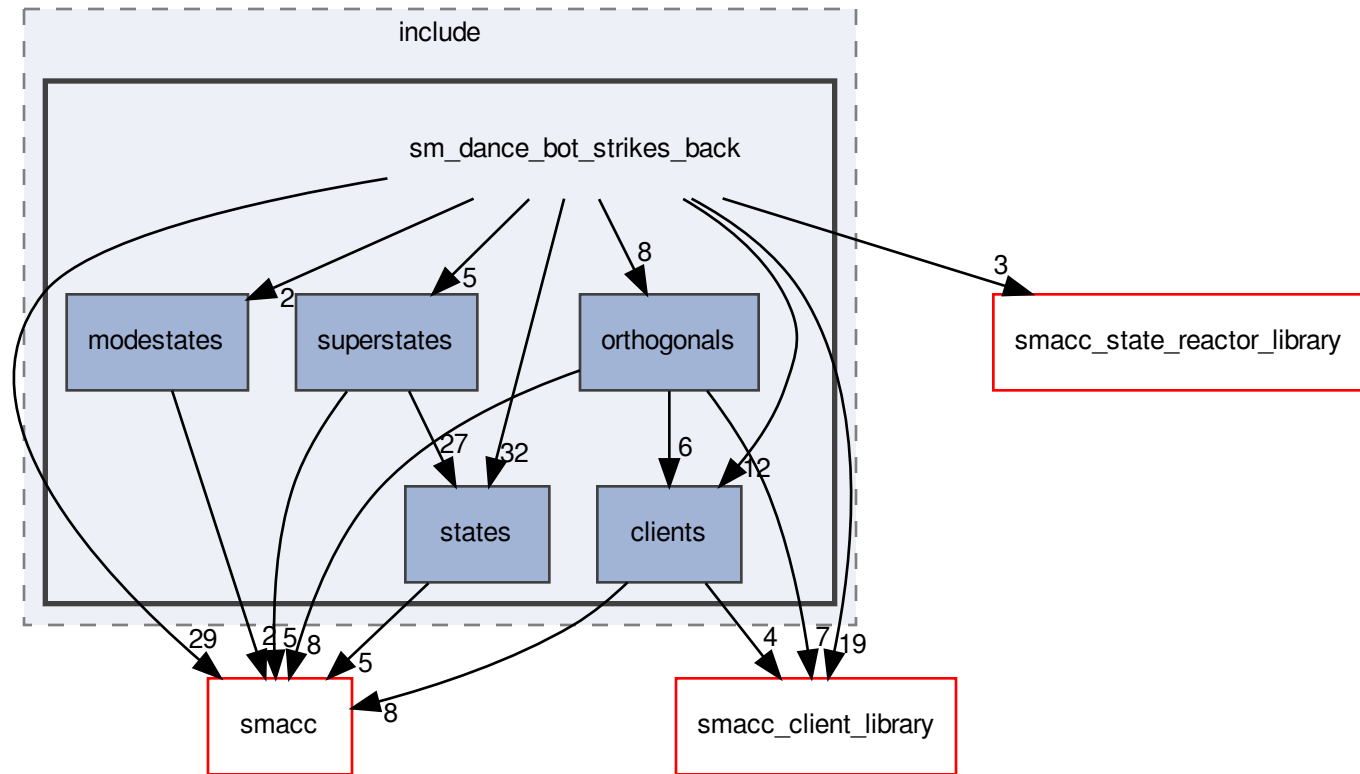 include
sm_dance_bot_strikes_back
8
3
2
5
modestates
superstates
orthogonals
smacc_state_reactor_library
27
32
6
12
states
clients
29
2
5
8
5
4
7
19
8
smacc
smacc_client_library